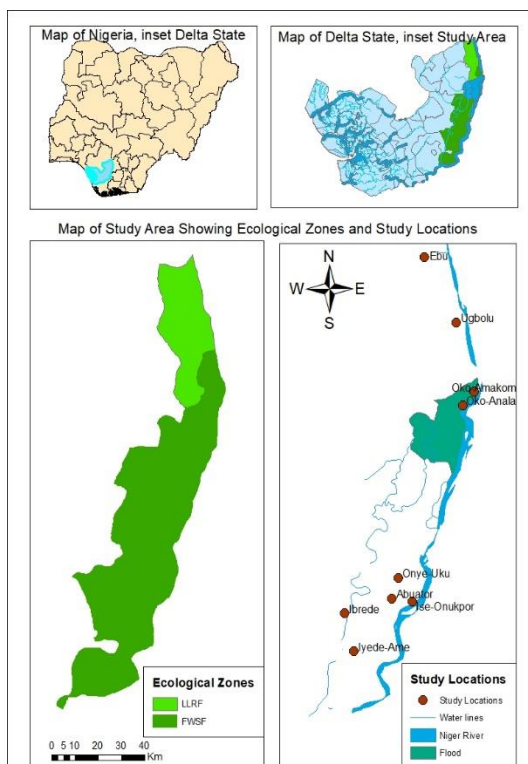 Map of Nigeria, inset Delta State
Map of Delta State, inset Study Area
Map of Study Area Showing Ecological Zones and Study Locations
N
W E
S
Ebu
Ugbolu
Oko-Amakom
Oko-Anala
Onye-Uku
Abuator
Ise-Onukpor
Ibrede
Iyede-Ame
Ecological Zones
LLRF
FWSF
0 5 10 20 30 40
Km
Study Locations
Study Locations
Water lines
Niger River
Flood